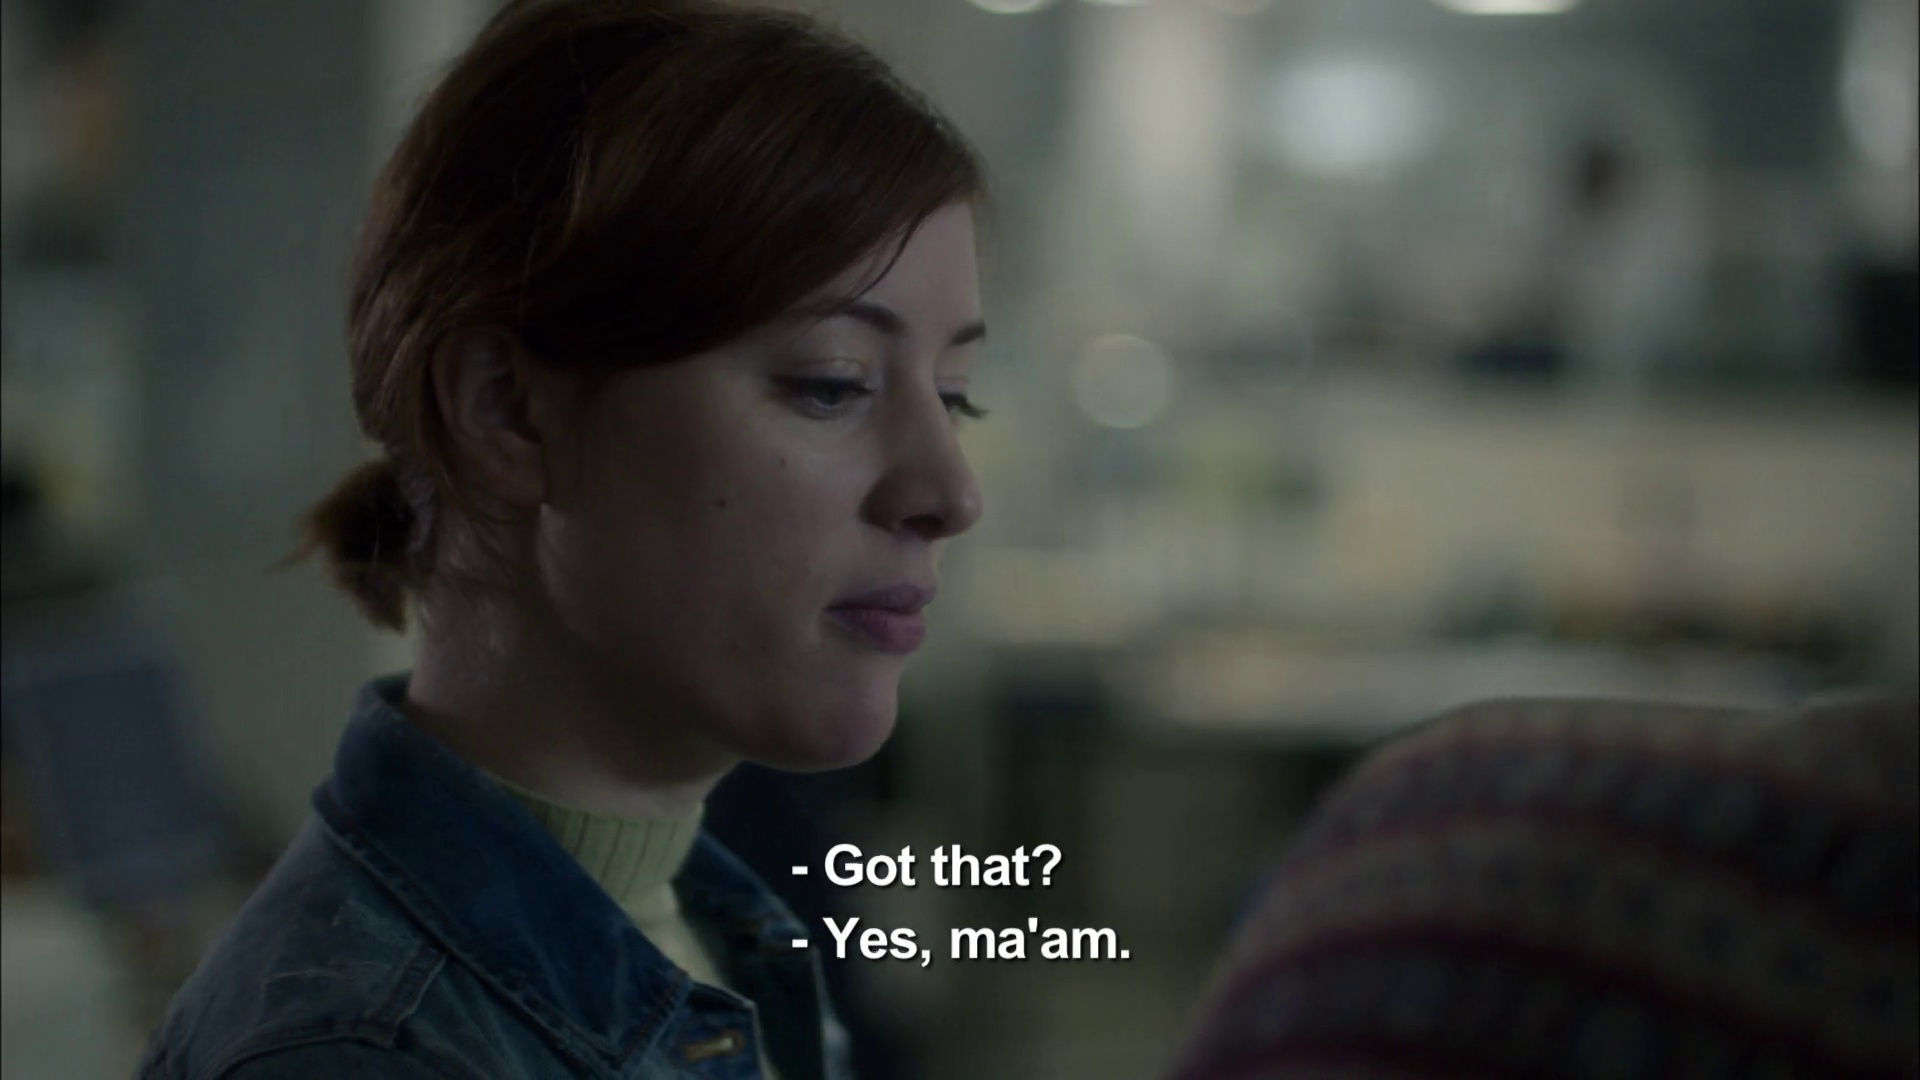 - Got that?
- Yes, ma'am.